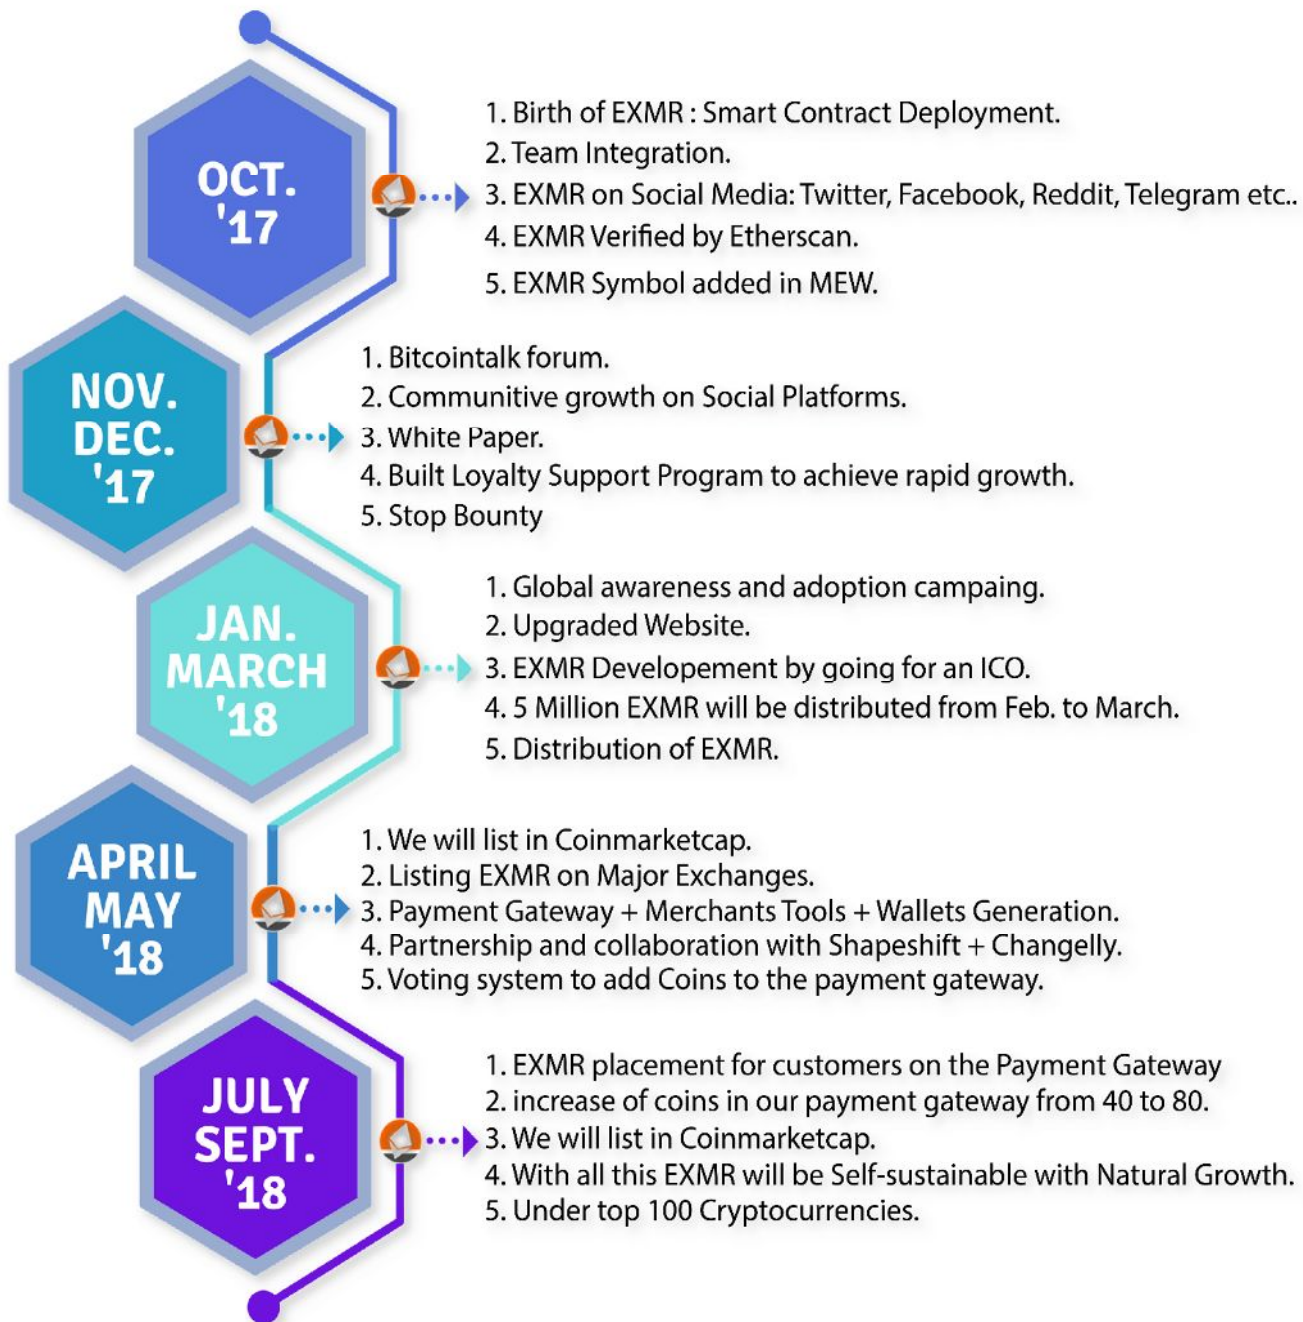 OCT.
'17
1. Birth of EXMR : Smart Contract Deployment.
2. Team Integration.
3. EXMR on Social Media: Twitter, Facebook, Reddit, Telegram etc..
4. EXMR Verified by Etherscan.
5. EXMR Symbol added in MEW.
NOV.
DEC.
'17
1. Bitcointalk forum.
2. Communitive growth on Social Platforms.
3. White Paper.
4. Built Loyalty Support Program to achieve rapid growth.
5. Stop Bounty
JAN.
MARCH
'18
1. Global awareness and adoption campaing.
2. Upgraded Website.
3. EXMR Developement by going for an ICO.
4. 5 Million EXMR will be distributed from Feb. to March.
5. Distribution of EXMR.
APRIL
MAY
'18
1. We will list in Coinmarketcap.
2. Listing EXMR on Major Exchanges.
3. Payment Gateway + Merchants Tools + Wallets Generation.
4. Partnership and collaboration with Shapeshift + Changelly.
5. Voting system to add Coins to the payment gateway.
JULY
SEPT.
'18
1. EXMR placement for customers on the Payment Gateway
2. increase of coins in our payment gateway from 40 to 80.
3. We will list in Coinmarketcap.
4. With all this EXMR will be Self-sustainable with Natural Growth.
5. Under top 100 Cryptocurrencies.